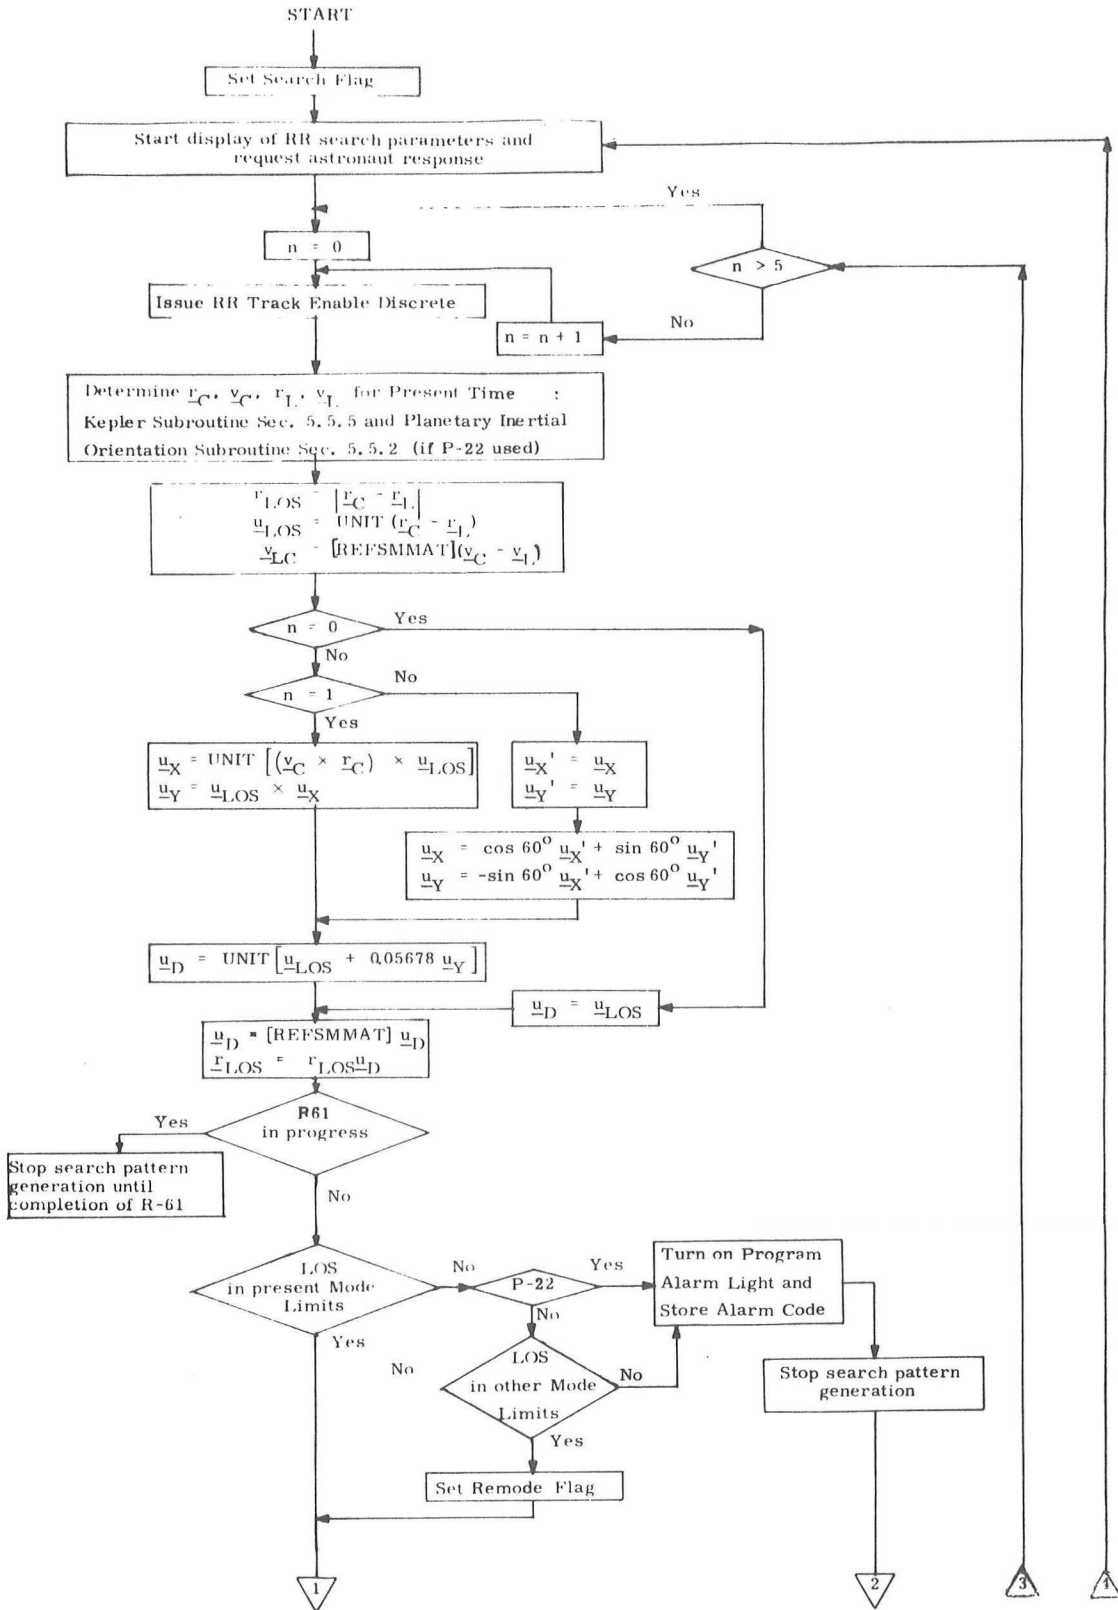 START
Set Search Flag
Start display of RR search parameters and
request astronaut response
Yes
n = 0
n > 5
Issue RR Track Enable Discrete
No
n = n + 1
Determine r_C, v_C, r_L, v_L for Present Time :
Kepler Subroutine Sec. 5.5.5 and Planetary Inertial
Orientation Subroutine Sec. 5.5.2 (if P-22 used)
r_LOS = |r_C - r_L|
u_LOS = UNIT (r_C - r_L)
v_LC = [REFSMMAT](v_C - v_L)
n = 0
Yes
No
n = 1
No
Yes
u_X = UNIT [(v_C × r_C) × u_LOS]
u_Y = u_LOS × u_X
u_X' = u_X
u_Y' = u_Y
u_X = cos 60° u_X' + sin 60° u_Y'
u_Y = -sin 60° u_X' + cos 60° u_Y'
u_D = UNIT[u_LOS + 0.05678 u_Y]
u_D = u_LOS
u_D = [REFSMMAT] u_D
r_LOS = r_LOS u_D
R61
in progress
Yes
Stop search pattern
generation until
completion of R-61
No
LOS
in present Mode
Limits
No
P-22
Yes
Turn on Program
Alarm Light and
Store Alarm Code
No
Yes
No
LOS
in other Mode
Limits
No
Stop search pattern
generation
Yes
Set Remode Flag
1
2
3
4